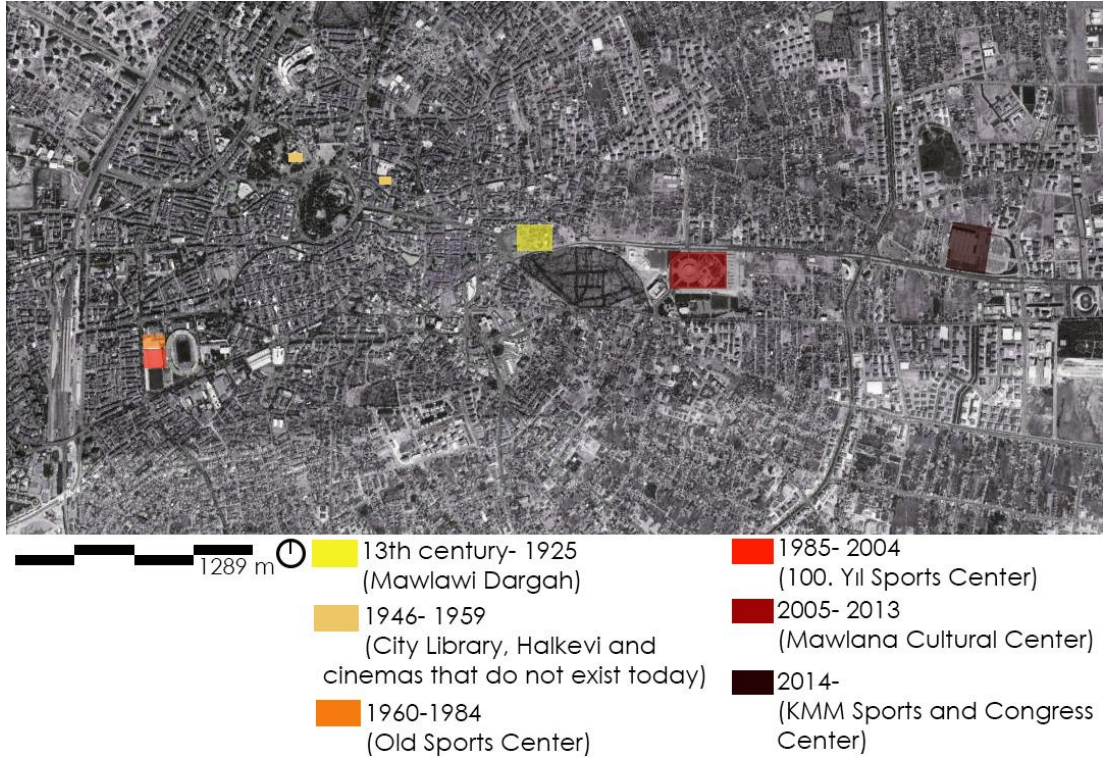 1289 m
13th century- 1925
(Mawlawi Dargah)
1946- 1959
(City Library, Halkevi and
cinemas that do not exist today)
1960-1984
(Old Sports Center)
1985- 2004
(100. Yıl Sports Center)
2005- 2013
(Mawlana Cultural Center)
2014-
(KMM Sports and Congress
Center)